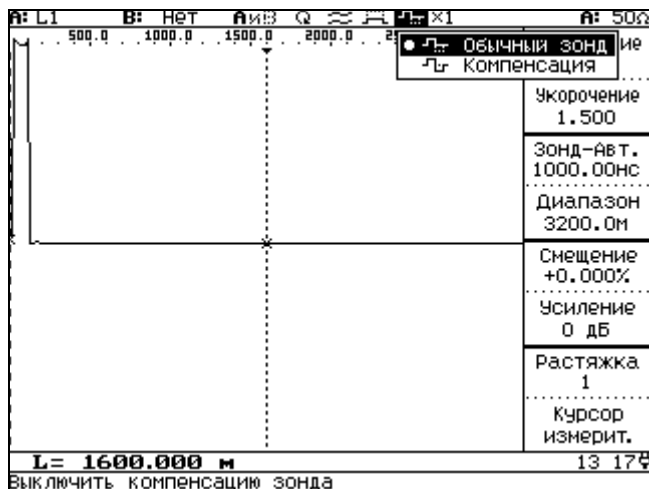 A: L1 B: Нет АиВ ×1 A: 50Ω
500.0 1000.0 1500.0 2000.0
Обычный зонд
Компенсация
Укорочение
1.500
Зонд-Авт.
1000.00нс
Диапазон
3200.0м
Смещение
+0.000%
Усиление
0 дБ
Растяжка
1
Курсор
измерит.
L= 1600.000 м
13 17
Выключить компенсацию зонда